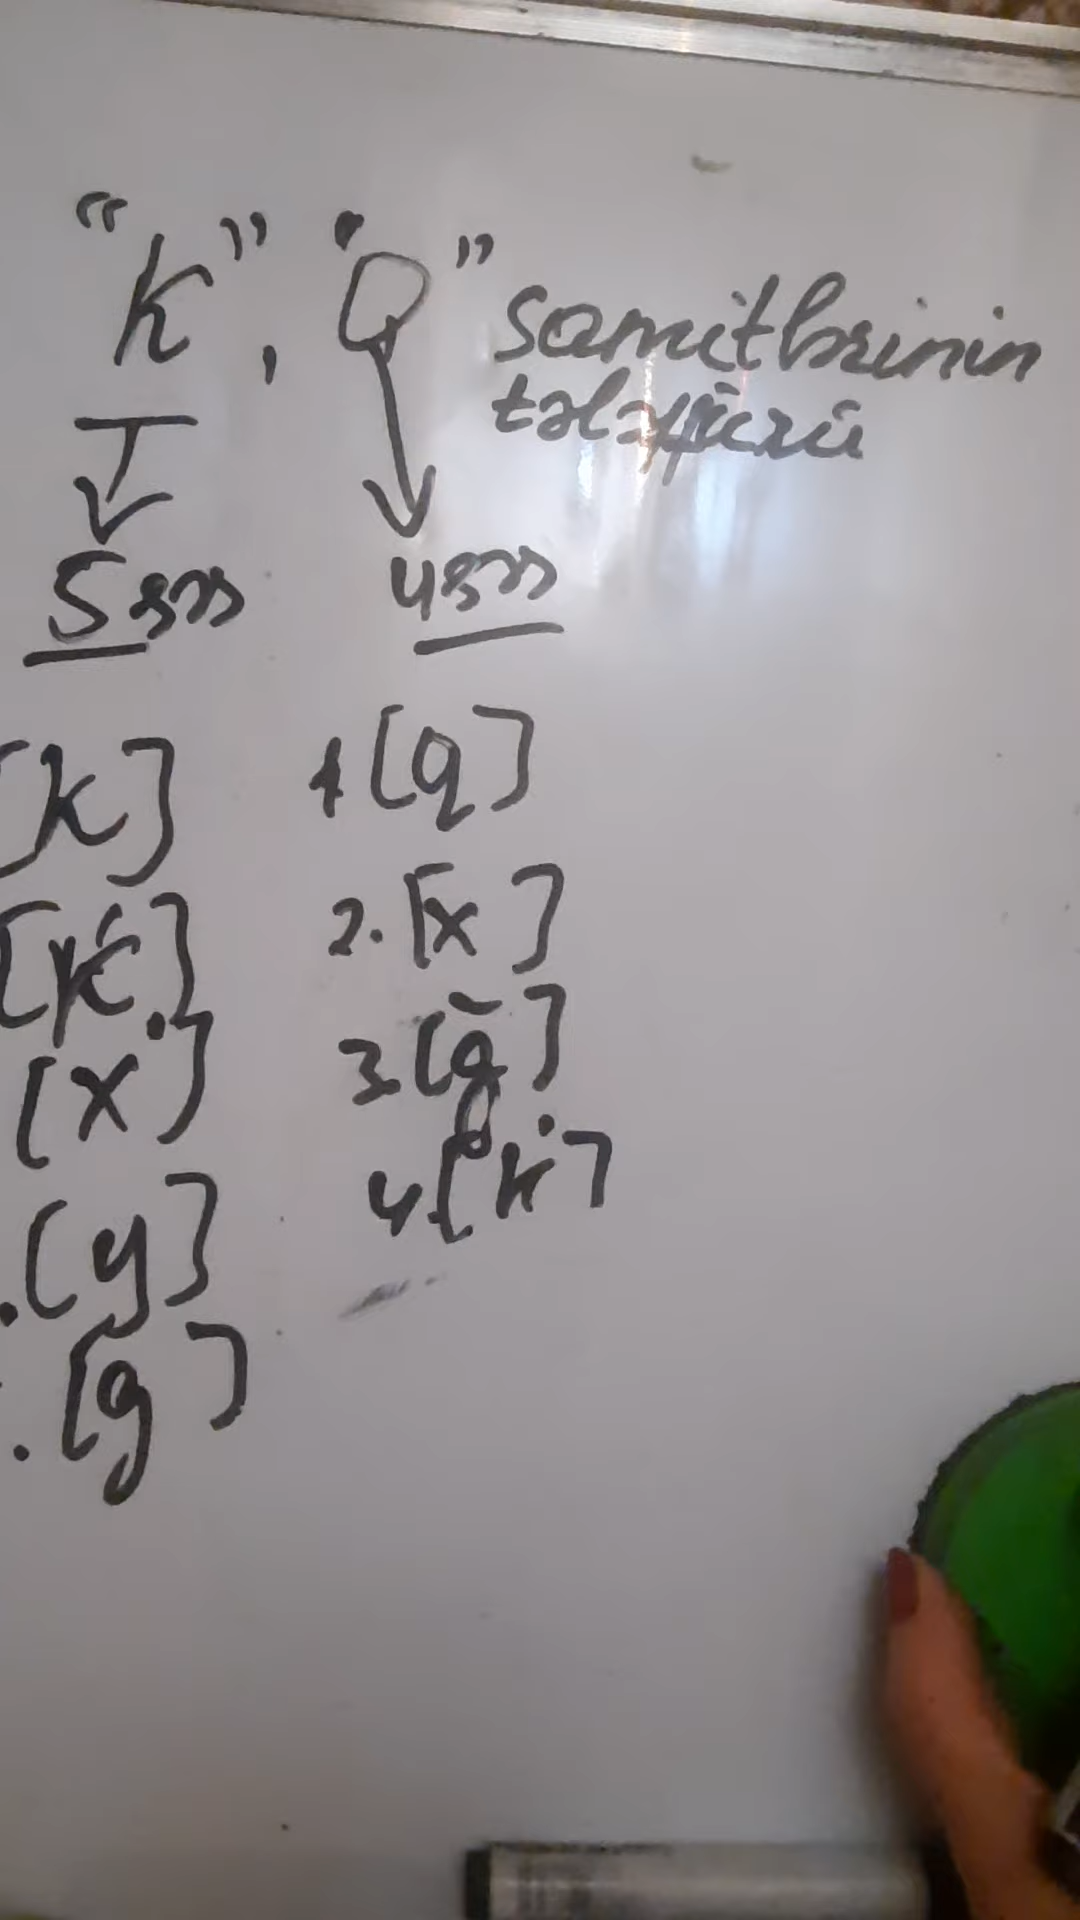 "K", "Q" samitlərinin
tələffüzü
5 səs 4 səs
[k] 1 [q]
[k'] 2. [x]
[x'] 3. [ğ]
.[y] 4. [k']
.[g]